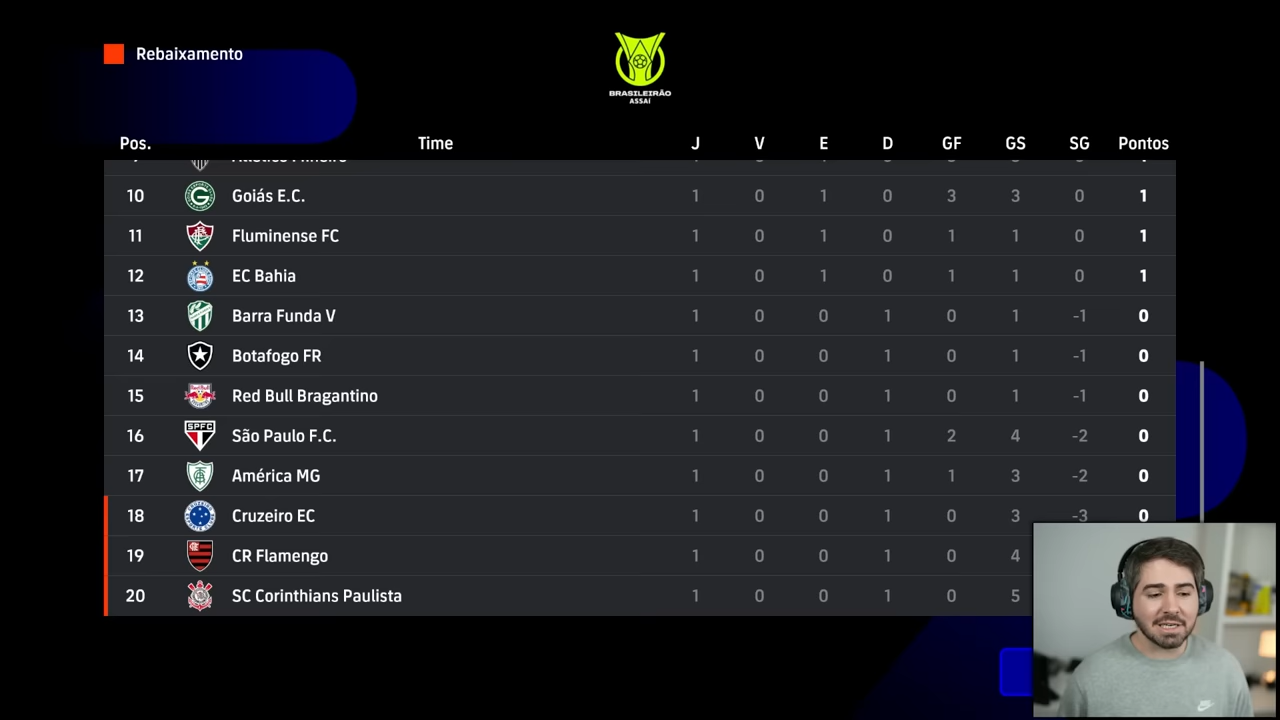 Rebaixamento
BRASILEIRÃO
ASSAÍ
Pos. Time J V E D GF GS SG Pontos
10 Goiás E.C. 1 0 1 0 3 3 0 1
11 Fluminense FC 1 0 1 0 1 1 0 1
12 EC Bahia 1 0 1 0 1 1 0 1
13 Barra Funda V 1 0 0 1 0 1 -1 0
14 Botafogo FR 1 0 0 1 0 1 -1 0
15 Red Bull Bragantino 1 0 0 1 0 1 -1 0
16 SPFC São Paulo F.C. 1 0 0 1 2 4 -2 0
17 América MG 1 0 0 1 1 3 -2 0
18 Cruzeiro EC 1 0 0 1 0 3 -3 0
19 CR Flamengo 1 0 0 1 0 4
20 SC Corinthians Paulista 1 0 0 1 0 5